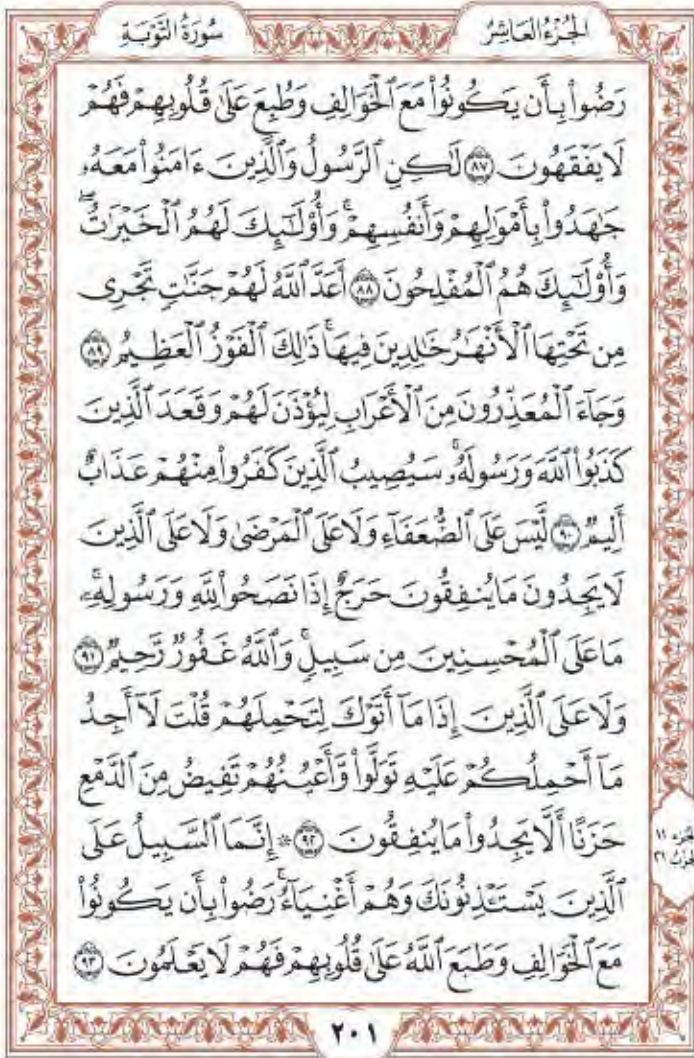 الجُزْءُ العَاشِرُ
سُورَةُ التَّوْبَةِ
رَضُوا۟ بِأَن يَكُونُوا۟ مَعَ ٱلْخَوَالِفِ وَطُبِعَ عَلَىٰ قُلُوبِهِمْ فَهُمْ
لَا يَفْقَهُونَ ۝٨٧ لَٰكِنِ ٱلرَّسُولُ وَٱلَّذِينَ ءَامَنُوا۟ مَعَهُۥ
جَٰهَدُوا۟ بِأَمْوَٰلِهِمْ وَأَنفُسِهِمْۚ وَأُو۟لَٰٓئِكَ لَهُمُ ٱلْخَيْرَٰتُۖ
وَأُو۟لَٰٓئِكَ هُمُ ٱلْمُفْلِحُونَ ۝٨٨ أَعَدَّ ٱللَّهُ لَهُمْ جَنَّٰتٍ تَجْرِى
مِن تَحْتِهَا ٱلْأَنْهَٰرُ خَٰلِدِينَ فِيهَاۚ ذَٰلِكَ ٱلْفَوْزُ ٱلْعَظِيمُ ۝٨٩
وَجَآءَ ٱلْمُعَذِّرُونَ مِنَ ٱلْأَعْرَابِ لِيُؤْذَنَ لَهُمْ وَقَعَدَ ٱلَّذِينَ
كَذَبُوا۟ ٱللَّهَ وَرَسُولَهُۥۚ سَيُصِيبُ ٱلَّذِينَ كَفَرُوا۟ مِنْهُمْ عَذَابٌ
أَلِيمٌ ۝٩٠ لَّيْسَ عَلَى ٱلضُّعَفَآءِ وَلَا عَلَى ٱلْمَرْضَىٰ وَلَا عَلَى ٱلَّذِينَ
لَا يَجِدُونَ مَا يُنفِقُونَ حَرَجٌ إِذَا نَصَحُوا۟ لِلَّهِ وَرَسُولِهِۦۚ
مَا عَلَى ٱلْمُحْسِنِينَ مِن سَبِيلٍۚ وَٱللَّهُ غَفُورٌ رَّحِيمٌ ۝٩١
وَلَا عَلَى ٱلَّذِينَ إِذَا مَآ أَتَوْكَ لِتَحْمِلَهُمْ قُلْتَ لَآ أَجِدُ
مَآ أَحْمِلُكُمْ عَلَيْهِ تَوَلَّوا۟ وَّأَعْيُنُهُمْ تَفِيضُ مِنَ ٱلدَّمْعِ
حَزَنًا أَلَّا يَجِدُوا۟ مَا يُنفِقُونَ ۝٩٢ ۞ إِنَّمَا ٱلسَّبِيلُ عَلَى
ٱلَّذِينَ يَسْتَـْٔذِنُونَكَ وَهُمْ أَغْنِيَآءُۚ رَضُوا۟ بِأَن يَكُونُوا۟
مَعَ ٱلْخَوَالِفِ وَطَبَعَ ٱللَّهُ عَلَىٰ قُلُوبِهِمْ فَهُمْ لَا يَعْلَمُونَ ۝٩٣
٢٠١